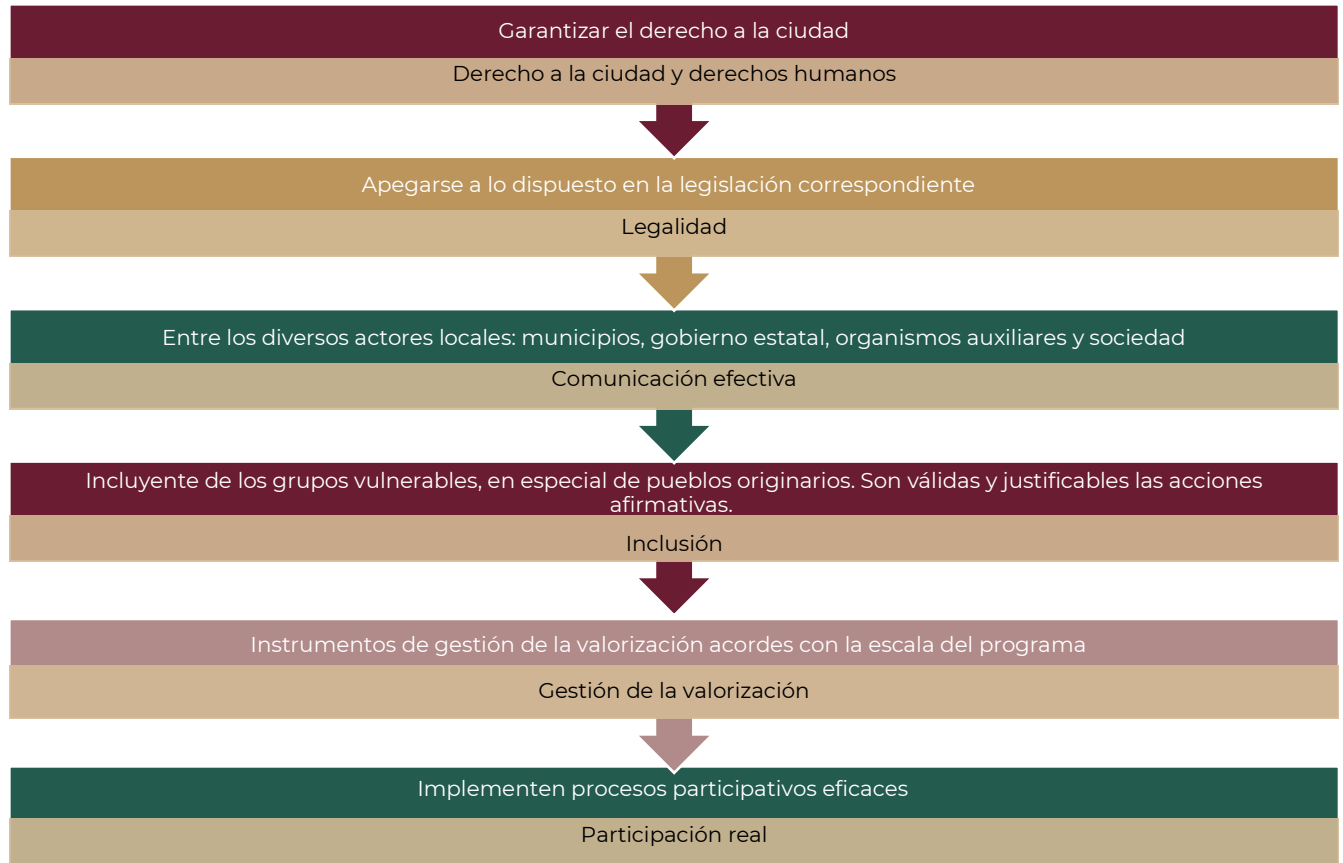 Garantizar el derecho a la ciudad
Derecho a la ciudad y derechos humanos
Apegarse a lo dispuesto en la legislación correspondiente
Legalidad
Entre los diversos actores locales: municipios, gobierno estatal, organismos auxiliares y sociedad
Comunicación efectiva
Incluyente de los grupos vulnerables, en especial de pueblos originarios. Son válidas y justificables las acciones
afirmativas.
Inclusión
Instrumentos de gestión de la valorización acordes con la escala del programa
Gestión de la valorización
Implementen procesos participativos eficaces
Participación real